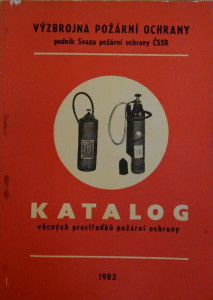 VÝZBROJNA POŽÁRNÍ OCHRANY
podnik Svazu požární ochrany ČSSR
KATALOG
věcných prostředků požární ochrany
1982